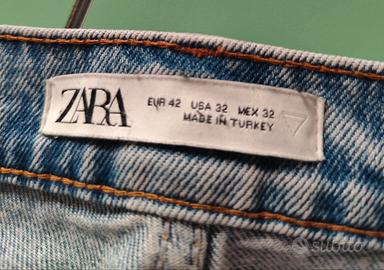 ZARA
EUR 42 USA 32 MEX 32
MADE IN TURKEY
subito